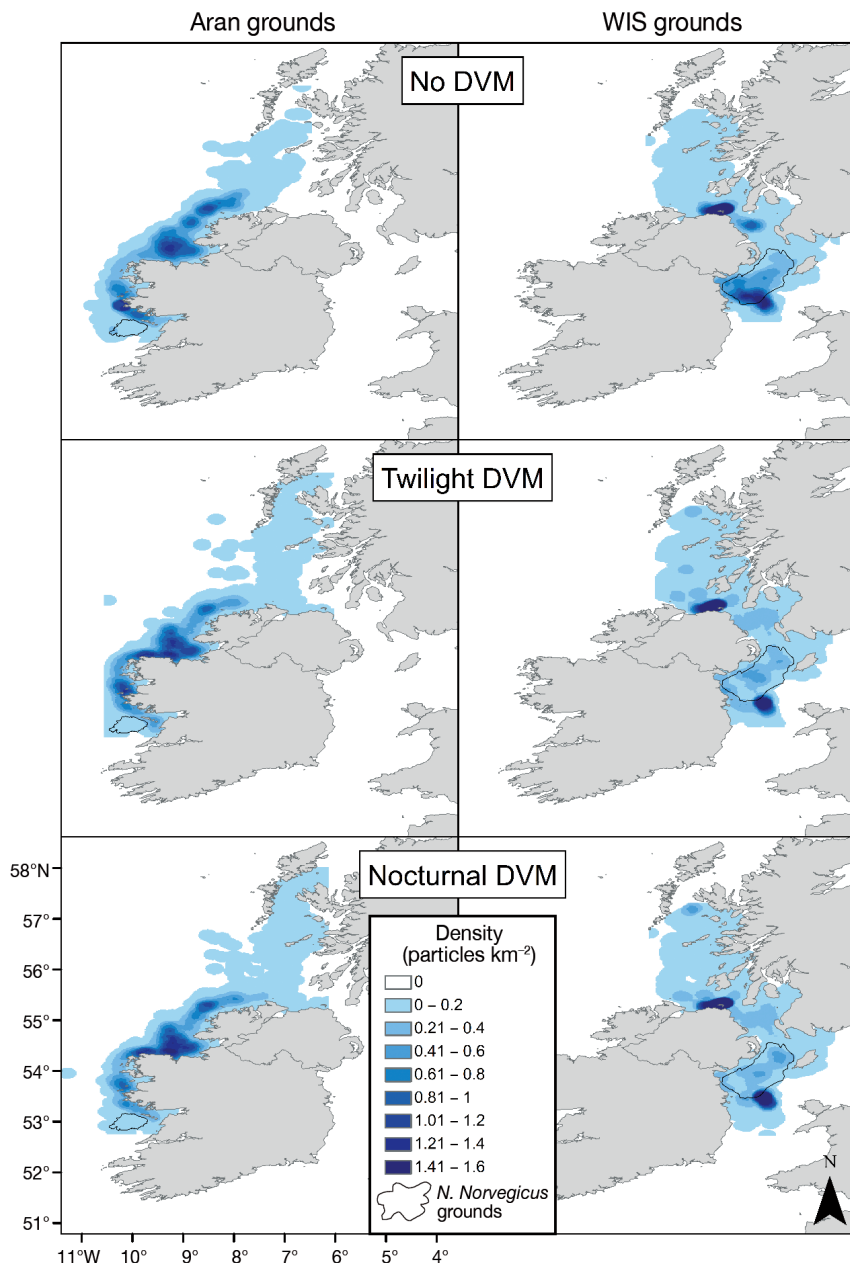 Aran grounds
WIS grounds
No DVM
Twilight DVM
Nocturnal DVM
58°N
57°
56°
55°
54°
53°
52°
51°
11°W
10°
9°
8°
7°
6°
5°
4°
Density
(particles km⁻²)
0
0 – 0.2
0.21 – 0.4
0.41 – 0.6
0.61 – 0.8
0.81 – 1
1.01 – 1.2
1.21 – 1.4
1.41 – 1.6
N. Norvegicus
grounds
N